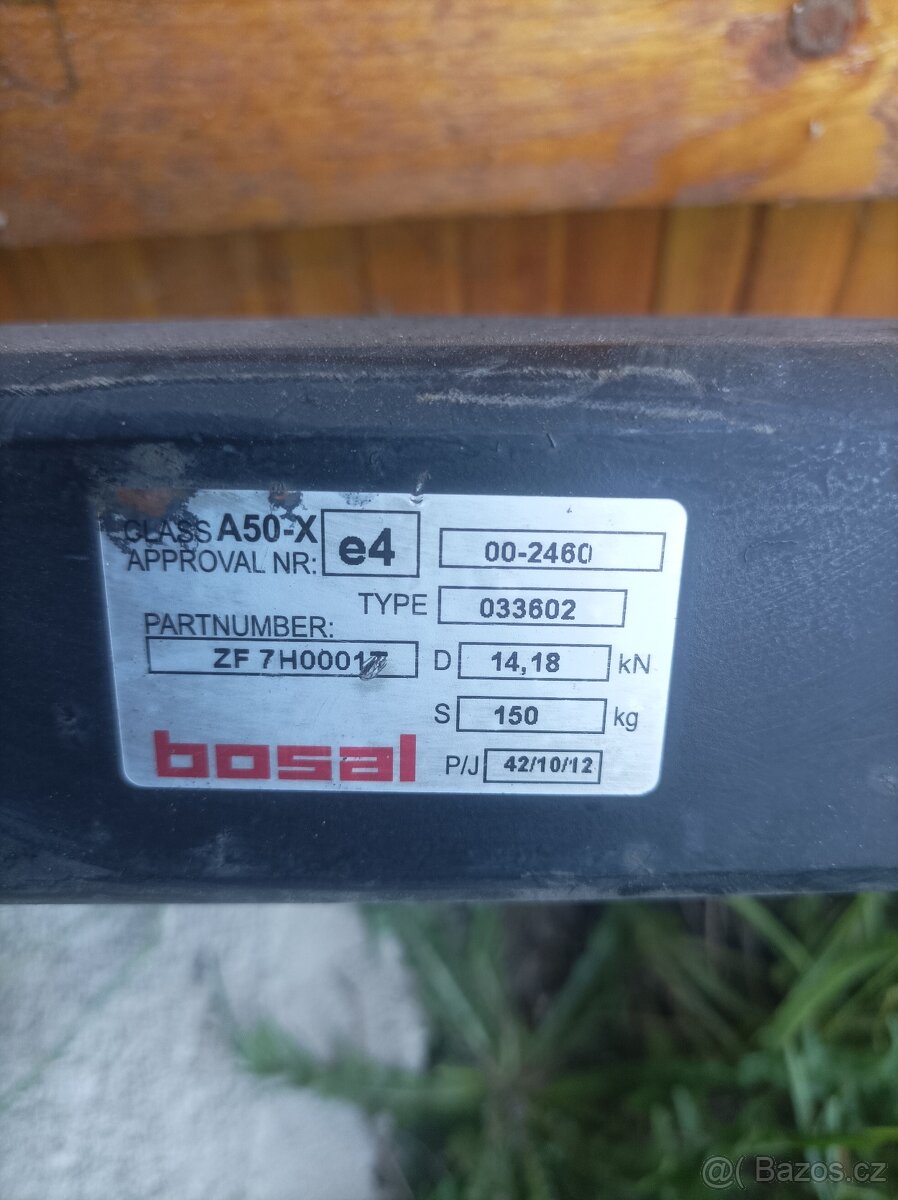 CLASS A50-X e4 00-2460
APPROVAL NR:
TYPE 033602
PARTNUMBER:
ZF 7H00017 D 14,18 kN
S 150 kg
bosal P/J 42/10/12
@( Bazos.cz